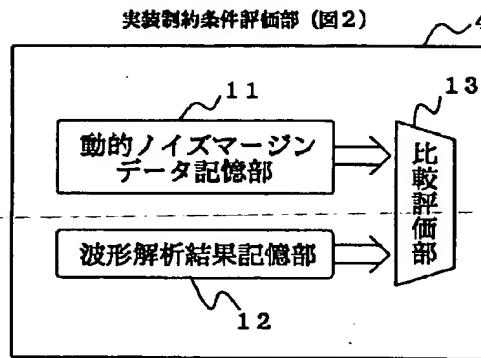 実装制約条件評価部（図２）
4
１１
１３
動的ノイズマージン
データ記憶部
比較評価部
波形解析結果記憶部
１２